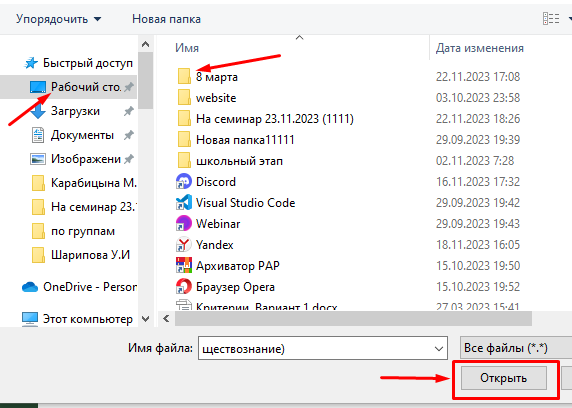 Упорядочить Новая папка
Имя Дата изменения
Быстрый доступ
Рабочий сто.
Загрузки
Документы
Изображени
Карабицына М.
На семинар 23.1
по группам
Шарипова У.И
OneDrive - Person
Этот компьютер
8 марта 22.11.2023 17:08
website 03.10.2023 23:58
На семинар 23.11.2023 (1111) 22.11.2023 18:26
Новая папка11111 29.09.2023 19:39
школьный этап 02.11.2023 7:28
Discord 16.11.2023 17:32
Visual Studio Code 29.09.2023 19:42
Webinar 29.09.2023 19:43
Yandex 18.11.2023 16:05
Архиватор РАР 15.10.2023 19:50
Браузер Opera 15.10.2023 19:52
Критерии. Вариант 1.docx 27.03.2023 15:41
Имя файла: ществознание) Все файлы (*.*)
Открыть